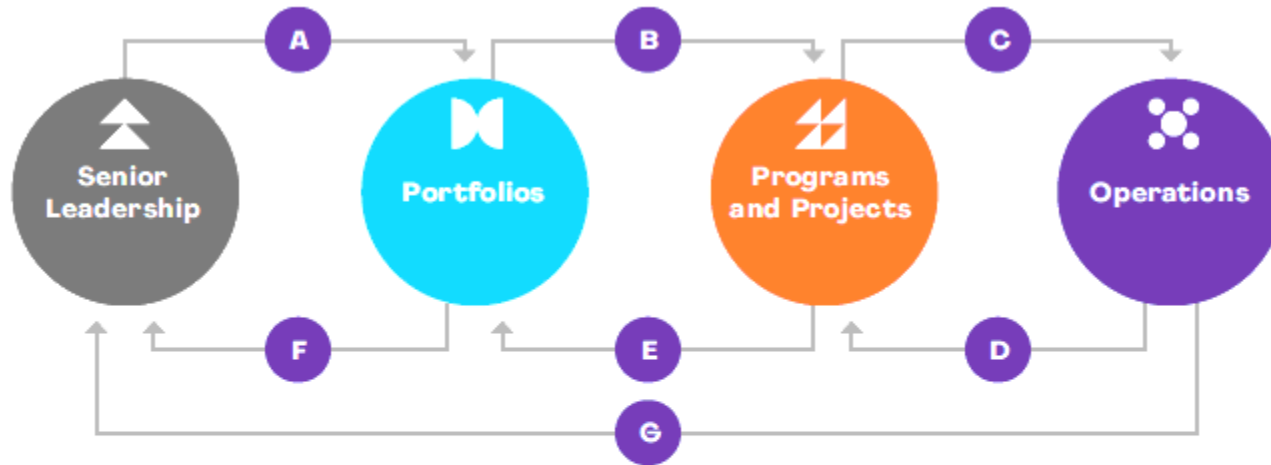 A
B
C
Senior
Leadership
Portfolios
Programs
and Projects
Operations
F
E
D
G